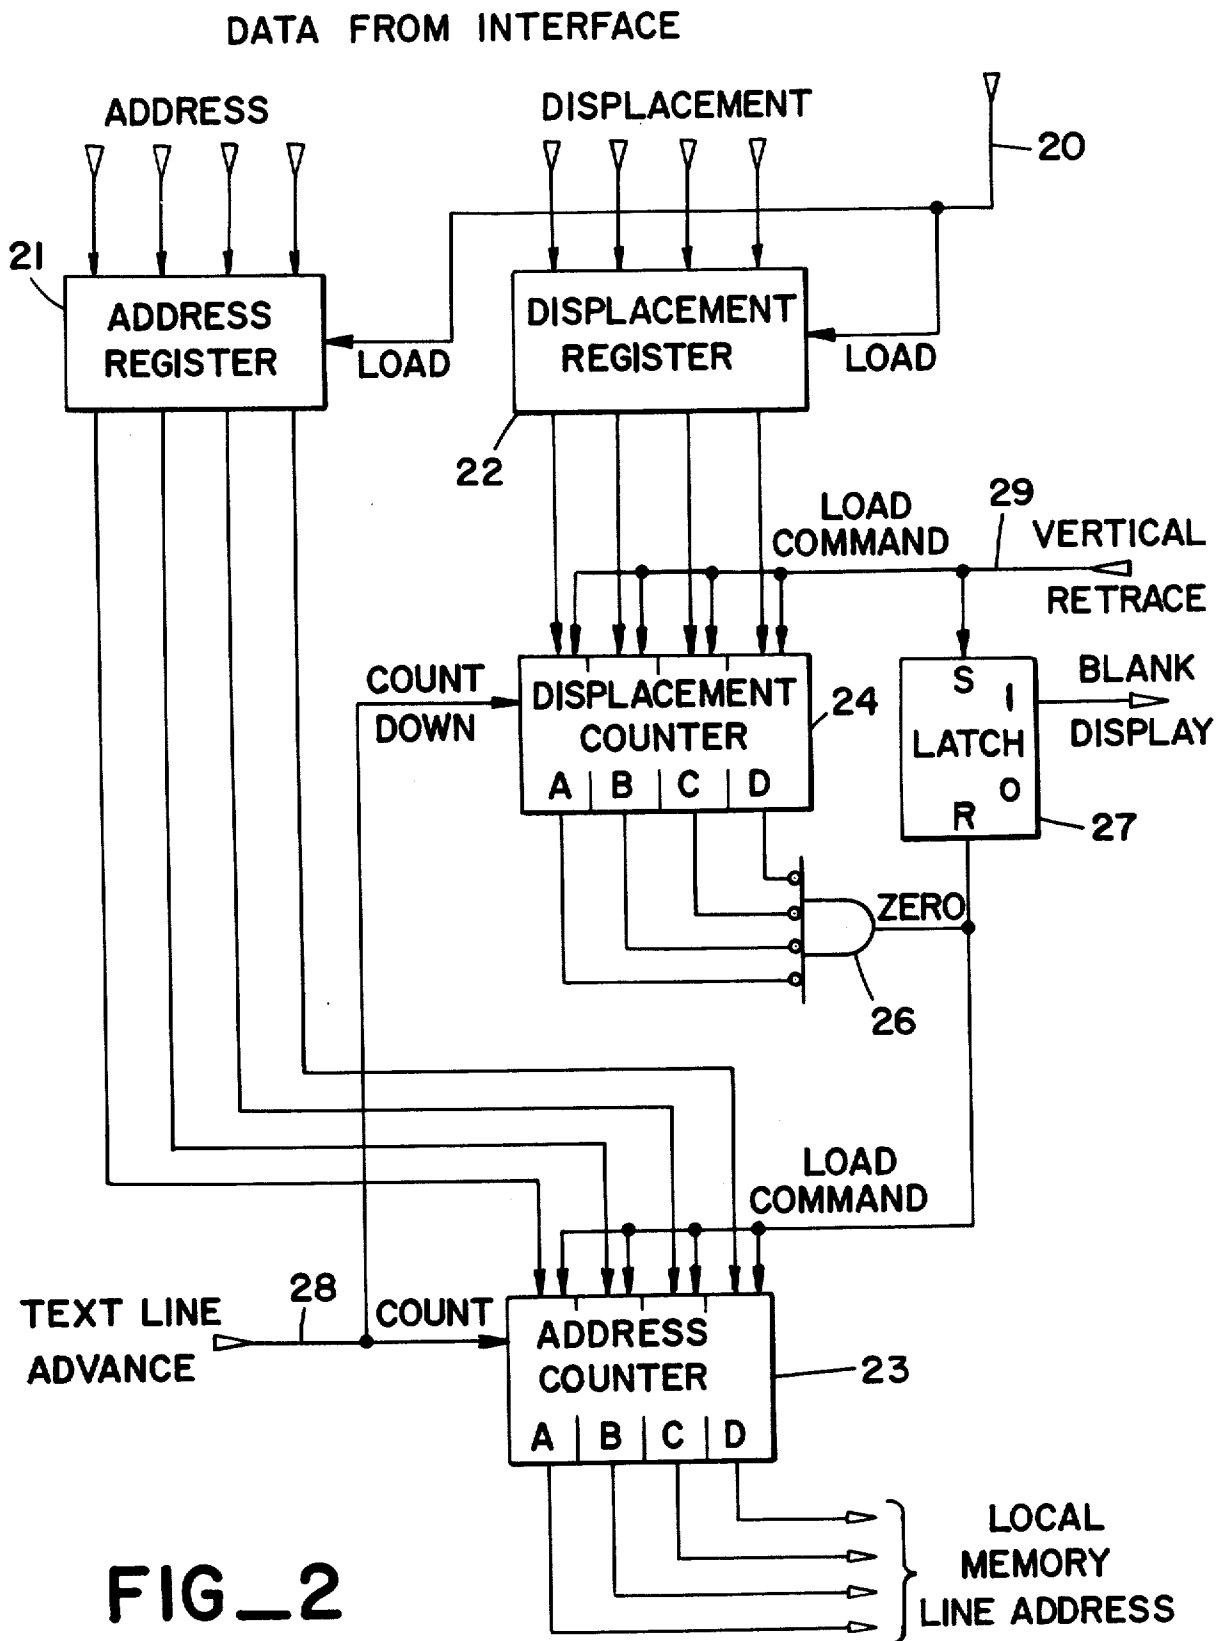 DATA FROM INTERFACE
ADDRESS
DISPLACEMENT
20
21
ADDRESS
REGISTER
LOAD
DISPLACEMENT
REGISTER
LOAD
22
LOAD
COMMAND
29
VERTICAL
RETRACE
COUNT
DOWN
DISPLACEMENT
COUNTER
A B C D
24
S
1
LATCH
0
R
27
BLANK
DISPLAY
ZERO
26
LOAD
COMMAND
TEXT LINE
ADVANCE
28
COUNT
ADDRESS
COUNTER
A B C D
23
LOCAL
MEMORY
LINE ADDRESS
FIG_2